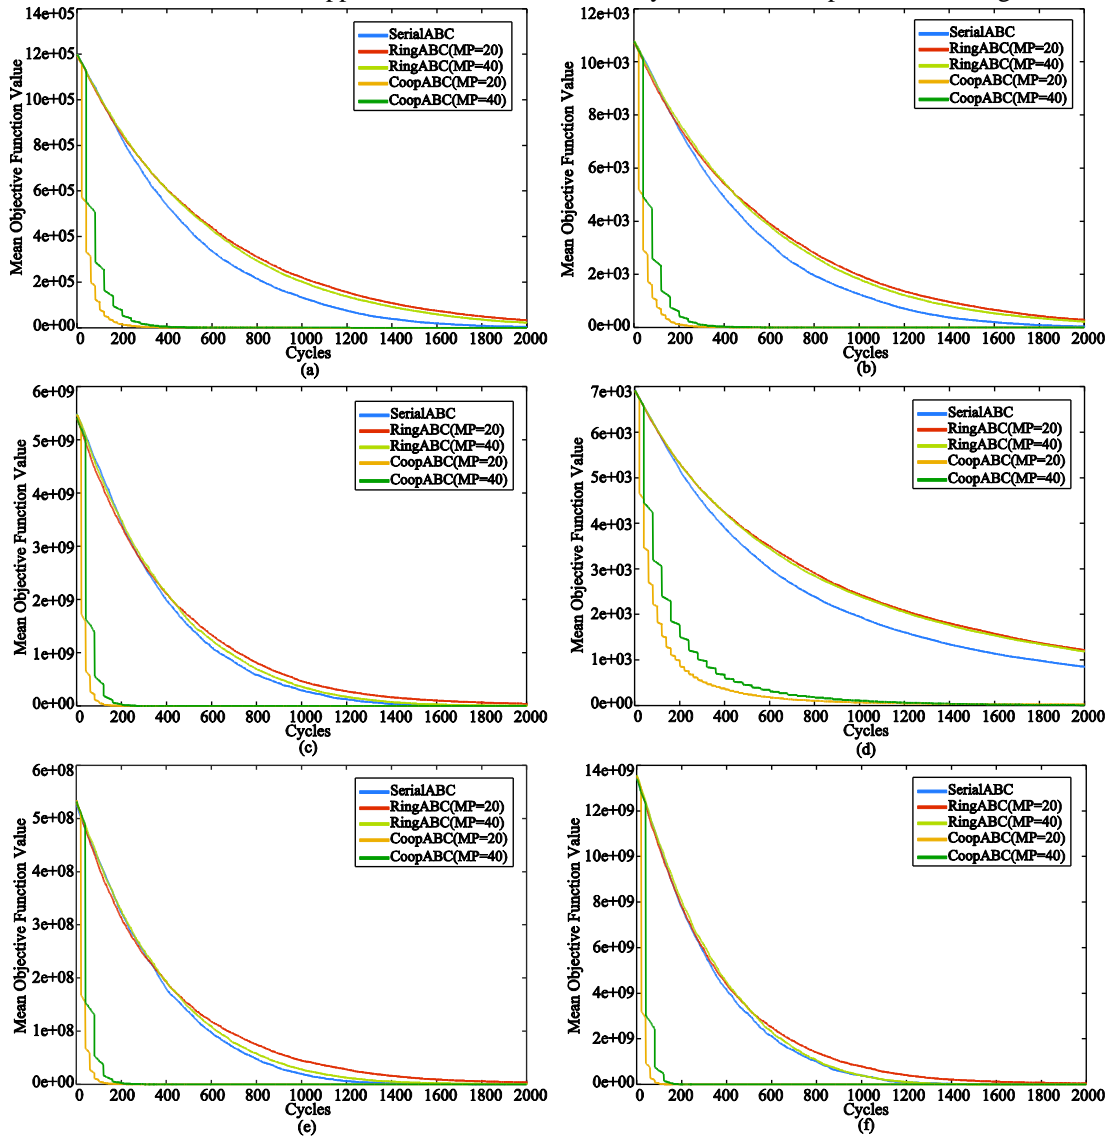 14e+05
12e+05
10e+05
8e+05
6e+05
4e+05
2e+05
0e+00
Mean Objective Function Value
SerialABC
RingABC(MP=20)
RingABC(MP=40)
CoopABC(MP=20)
CoopABC(MP=40)
0 200 400 600 800 1000 1200 1400 1600 1800 2000
Cycles
(a)
12e+03
10e+03
8e+03
6e+03
4e+03
2e+03
0e+00
Mean Objective Function Value
SerialABC
RingABC(MP=20)
RingABC(MP=40)
CoopABC(MP=20)
CoopABC(MP=40)
0 200 400 600 800 1000 1200 1400 1600 1800 2000
Cycles
(b)
6e+09
5e+09
4e+09
3e+09
2e+09
1e+09
0e+00
Mean Objective Function Value
SerialABC
RingABC(MP=20)
RingABC(MP=40)
CoopABC(MP=20)
CoopABC(MP=40)
0 200 400 600 800 1000 1200 1400 1600 1800 2000
Cycles
(c)
7e+03
6e+03
5e+03
4e+03
3e+03
2e+03
1e+03
0e+00
Mean Objective Function Value
SerialABC
RingABC(MP=20)
RingABC(MP=40)
CoopABC(MP=20)
CoopABC(MP=40)
0 200 400 600 800 1000 1200 1400 1600 1800 2000
Cycles
(d)
6e+08
5e+08
4e+08
3e+08
2e+08
1e+08
0e+00
Mean Objective Function Value
SerialABC
RingABC(MP=20)
RingABC(MP=40)
CoopABC(MP=20)
CoopABC(MP=40)
0 200 400 600 800 1000 1200 1400 1600 1800 2000
Cycles
(e)
14e+09
12e+09
10e+09
8e+09
6e+09
4e+09
2e+09
0e+00
Mean Objective Function Value
SerialABC
RingABC(MP=20)
RingABC(MP=40)
CoopABC(MP=20)
CoopABC(MP=40)
0 200 400 600 800 1000 1200 1400 1600 1800 2000
Cycles
(f)